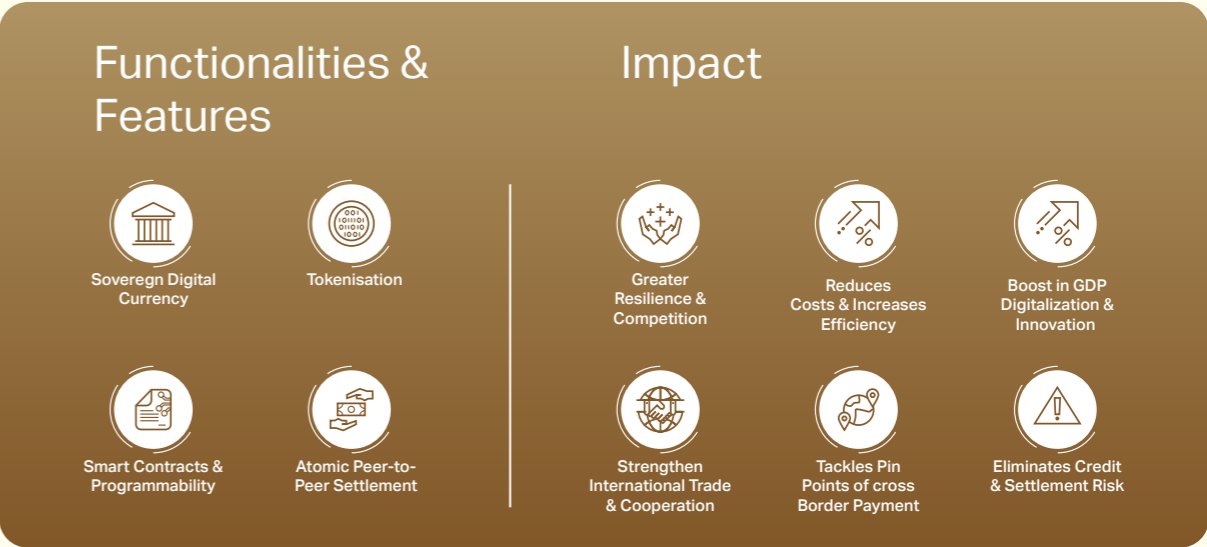 Functionalities &
Features
Impact
Soveregn Digital
Currency
Tokenisation
Smart Contracts &
Programmability
Atomic Peer-to-
Peer Settlement
Greater
Resilience &
Competition
Reduces
Costs & Increases
Efficiency
Boost in GDP
Digitalization &
Innovation
Strengthen
International Trade
& Cooperation
Tackles Pin
Points of cross
Border Payment
Eliminates Credit
& Settlement Risk